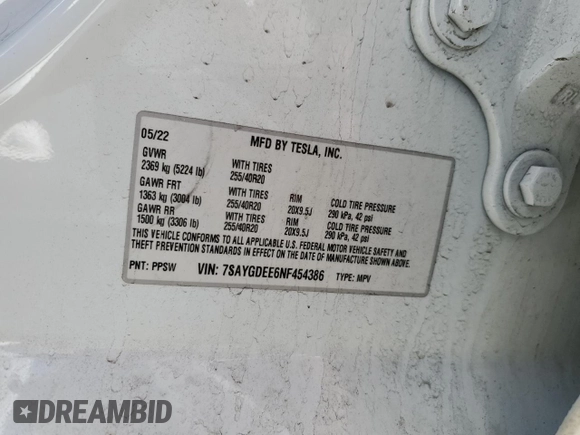 05/22 MFD BY TESLA, INC.
GVWR
2369 kg (5224 lb) WITH TIRES 255/40R20
GAWR FRT
1363 kg (3004 lb) WITH TIRES 255/40R20 RIM 20X9.5J COLD TIRE PRESSURE 290 kPa, 42 psi
GAWR RR
1500 kg (3306 lb) WITH TIRES 255/40R20 RIM 20X9.5J COLD TIRE PRESSURE 290 kPa, 42 psi
THIS VEHICLE CONFORMS TO ALL APPLICABLE U.S. FEDERAL MOTOR VEHICLE SAFETY AND
THEFT PREVENTION STANDARDS IN EFFECT ON THE DATE OF MANUFACTURE SHOWN ABOVE.
PNT: PPSW VIN: 7SAYGDEE6NF454386 TYPE: MPV
DREAMBID